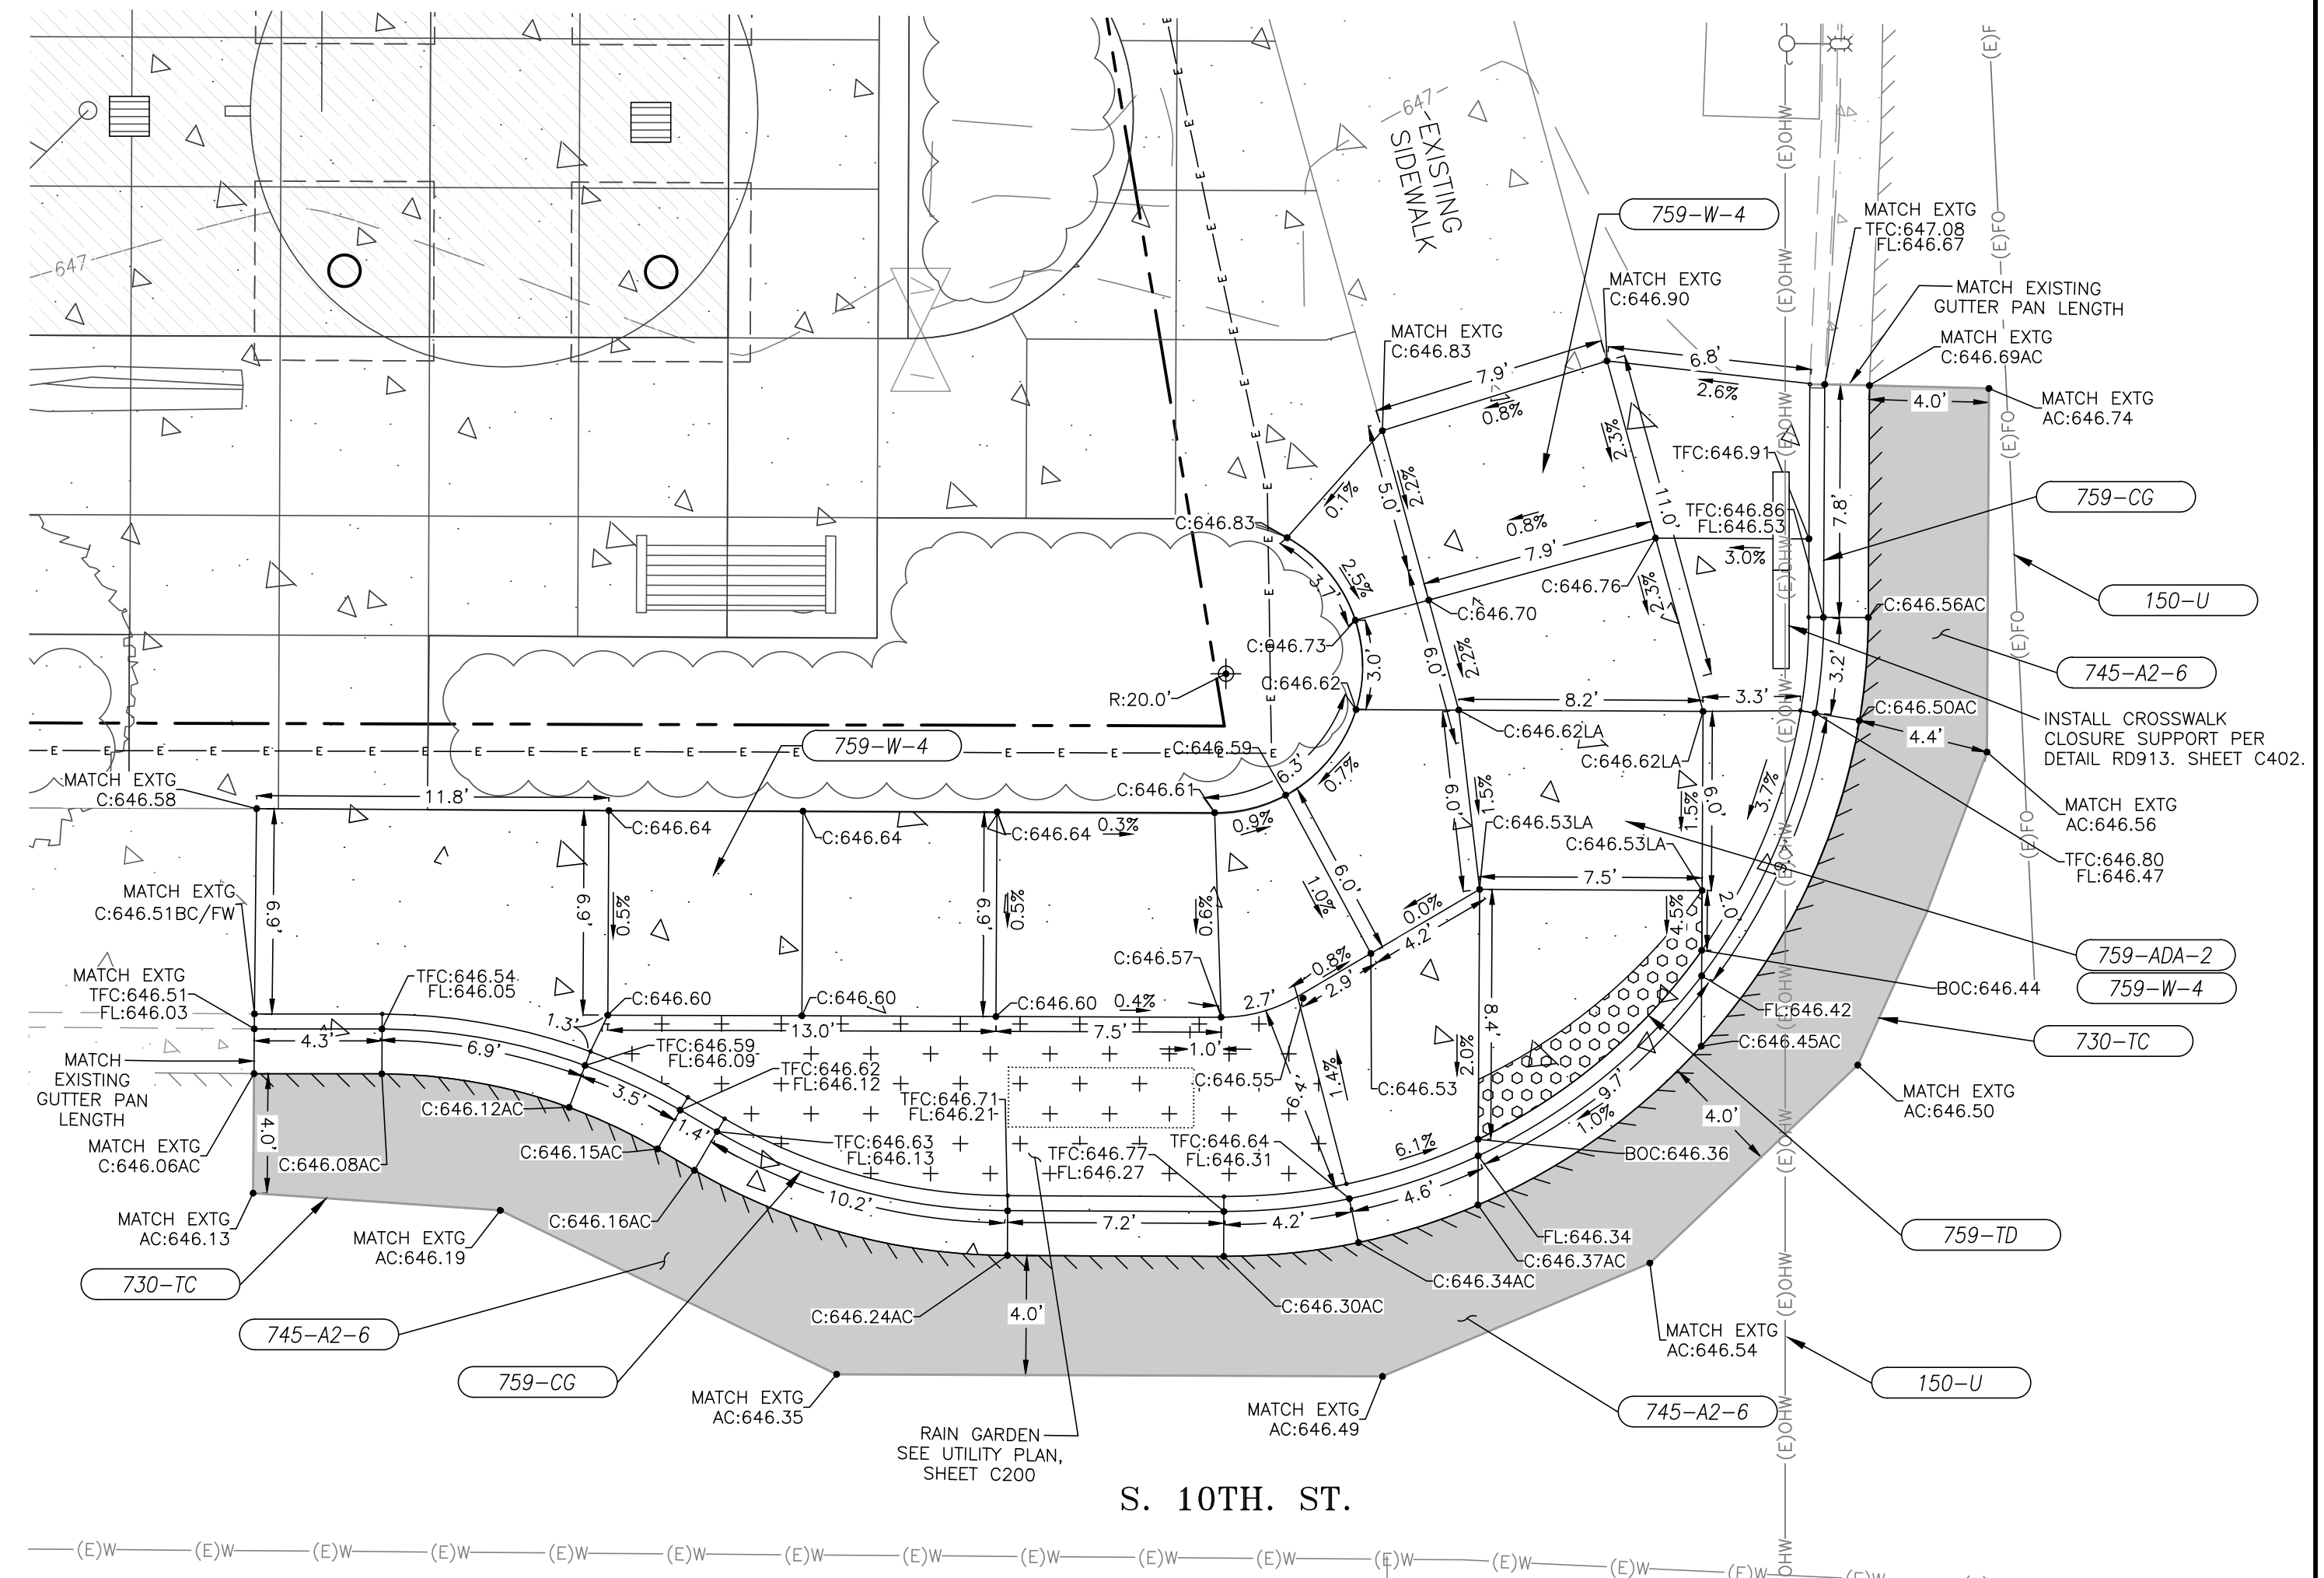 (E)F
647
EXISTING
SIDEWALK
647
(E)OHW
(E)OHW
(E)OHW
(E)FO
(E)FO
759-W-4
MATCH EXTG
TFC:647.08
FL:646.67
MATCH EXTG
C:646.90
MATCH EXISTING
GUTTER PAN LENGTH
MATCH EXTG
C:646.83
MATCH EXTG
C:646.69AC
7.9'
6.8'
0.8%
2.6%
4.0'
MATCH EXTG
AC:646.74
2.3%
TFC:646.91
2.2%
5.0'
0.1%
11.0'
TFC:646.86
FL:646.53
7.8'
759-CG
C:646.83
0.8%
7.9'
3.0%
2.5%
3.7'
C:646.76
2.3%
C:646.70
C:646.56AC
150-U
(E)OHW
(E)FO
C:646.73
3.0'
6.0'
2.2%
3.2'
745-A2-6
C:646.62
R:20.0'
8.2'
3.3'
C:646.50AC
C:646.62LA
C:646.62LA
4.4'
INSTALL CROSSWALK
CLOSURE SUPPORT PER
DETAIL RD913. SHEET C402.
E E E E E E E
759-W-4
C:646.59
6.3'
0.7%
MATCH EXTG
C:646.58
11.8'
C:646.61
6.0'
1.5%
1.5%
6.0'
3.7%
MATCH EXTG
AC:646.56
C:646.64
C:646.64
C:646.64
0.3%
0.9%
C:646.53LA
C:646.53LA
TFC:646.80
FL:646.47
(E)OHW
(E)FO
7.5'
MATCH EXTG
C:646.51BC/FW
6.9'
6.9'
0.5%
6.9'
0.5%
0.6%
1.0%
6.0'
0.0%
4.2'
4.5%
2.0'
C:646.57
0.8%
2.9'
759-ADA-2
759-W-4
MATCH EXTG
TFC:646.51
FL:646.03
TFC:646.54
FL:646.05
C:646.60
C:646.60
C:646.60
0.4%
2.7'
BOC:646.44
FL:646.42
4.3'
1.3'
13.0'
7.5'
8.4'
730-TC
C:646.45AC
MATCH
EXISTING
GUTTER PAN
LENGTH
6.9'
TFC:646.59
FL:646.09
TFC:646.62
FL:646.12
1.0'
2.0%
C:646.55
C:646.53
1.4%
6.4'
3.5'
C:646.12AC
TFC:646.71
FL:646.21
9.7'
1.0%
4.0'
MATCH EXTG
AC:646.50
4.0'
1.4'
TFC:646.63
FL:646.13
TFC:646.77
FL:646.27
TFC:646.64
FL:646.31
6.1%
BOC:646.36
MATCH EXTG
C:646.06AC
C:646.08AC
C:646.15AC
10.2'
C:646.16AC
7.2'
4.2'
4.6'
MATCH EXTG
AC:646.13
MATCH EXTG
AC:646.19
FL:646.34
759-TD
C:646.37AC
C:646.34AC
730-TC
C:646.24AC
4.0'
C:646.30AC
745-A2-6
MATCH EXTG
AC:646.54
759-CG
150-U
MATCH EXTG
AC:646.35
MATCH EXTG
AC:646.49
745-A2-6
RAIN GARDEN
SEE UTILITY PLAN,
SHEET C200
(E)OHW
(E)OHW
(E)OHW
(E)OHW
S. 10TH. ST.
(E)W (E)W (E)W (E)W (E)W (E)W (E)W (E)W (E)W (E)W (E)W (E)W (E)W (E)W (E)W (E)W
OHW